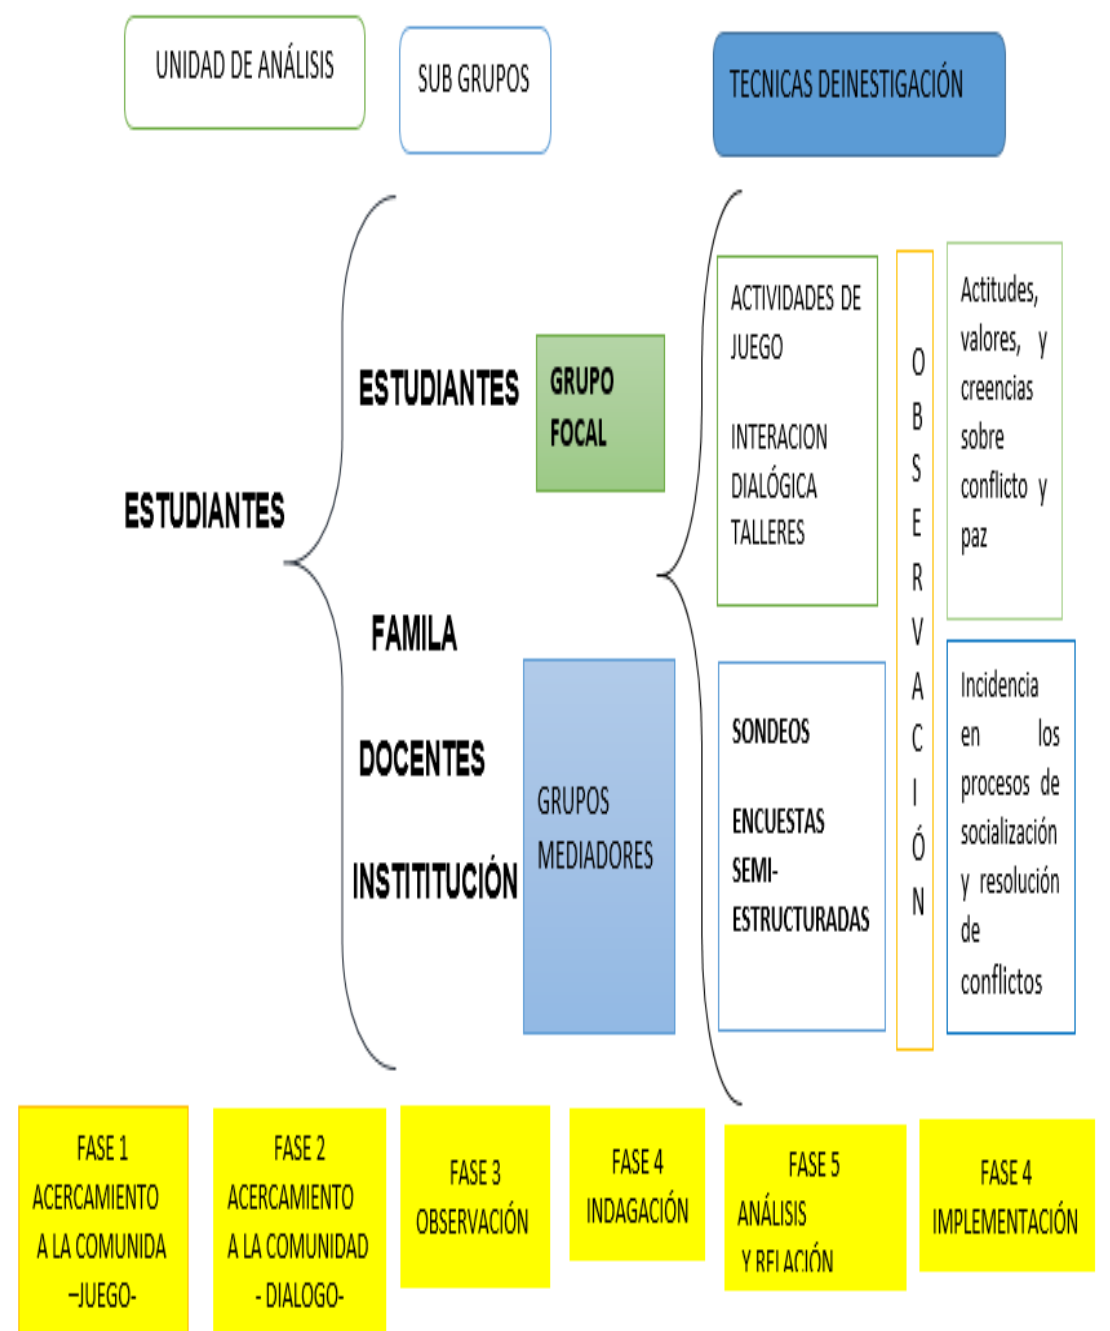 UNIDAD DE ANÁLISIS
SUB GRUPOS
TECNICAS DEINESTIGACIÓN
ESTUDIANTES
ESTUDIANTES
GRUPO
FOCAL
FAMILA
DOCENTES
INSTITITUCIÓN
GRUPOS
MEDIADORES
ACTIVIDADES DE
JUEGO
INTERACION
DIALÓGICA
TALLERES
SONDEOS
ENCUESTAS
SEMI-
ESTRUCTURADAS
O
B
S
E
R
V
A
C
I
Ó
N
Actitudes,
valores, y
creencias
sobre
conflicto y
paz
Incidencia
en los
procesos de
socialización
y resolución
de
conflictos
FASE 1
ACERCAMIENTO
A LA COMUNIDA
–JUEGO-
FASE 2
ACERCAMIENTO
A LA COMUNIDAD
- DIALOGO-
FASE 3
OBSERVACIÓN
FASE 4
INDAGACIÓN
FASE 5
ANÁLISIS
Y RELACIÓN
FASE 4
IMPLEMENTACIÓN